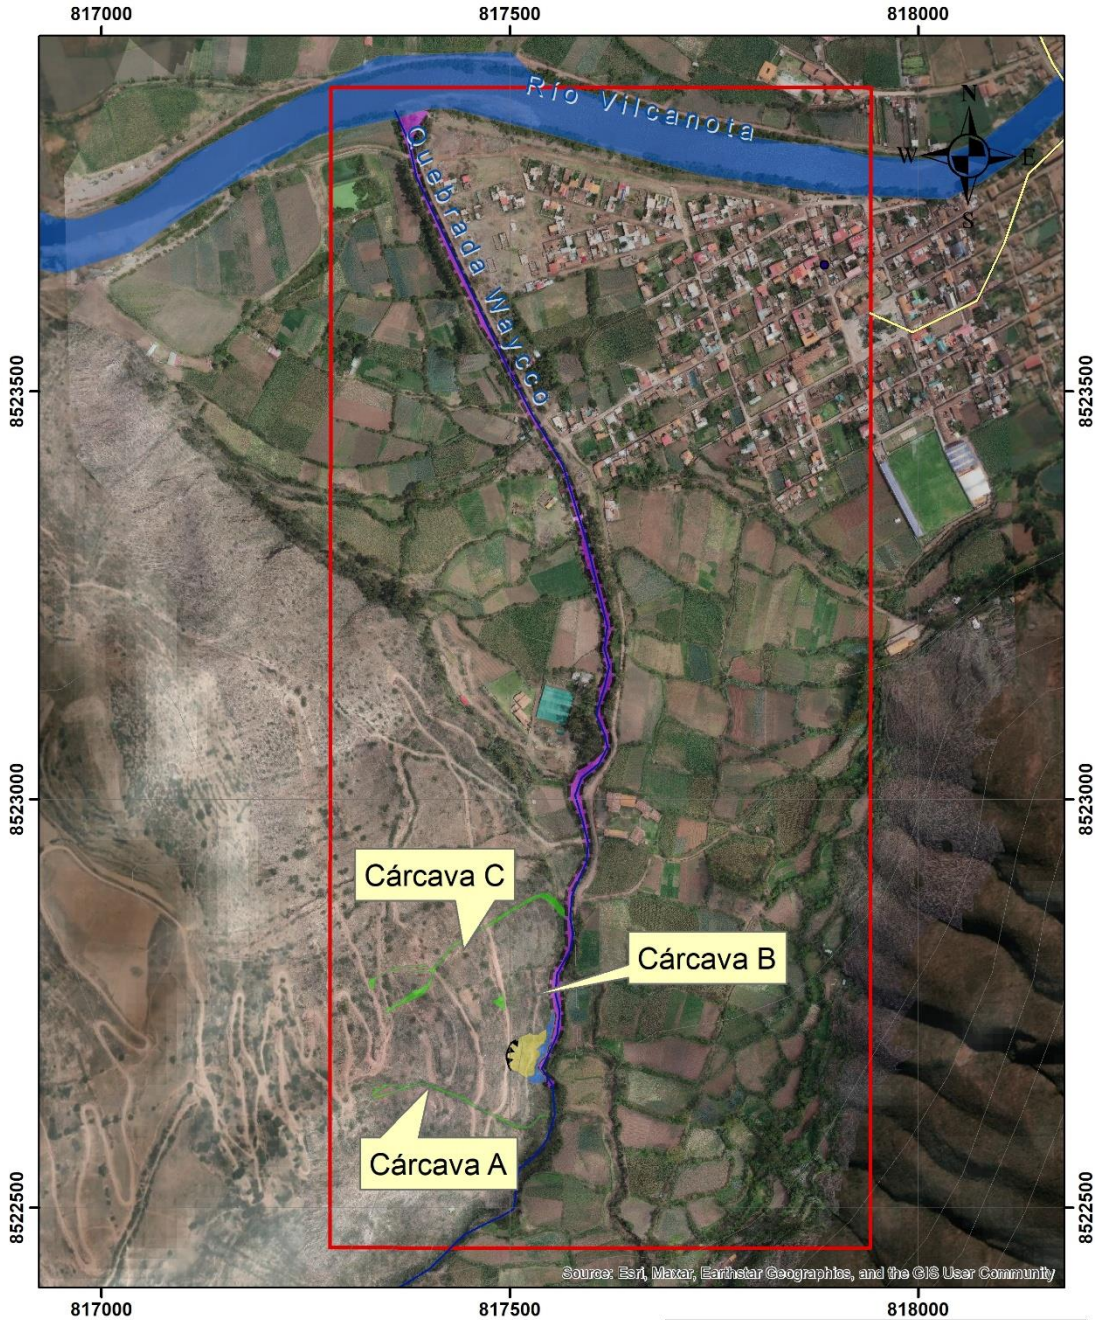 817000 817500 818000
Río Vilcanota
N
W E
S
Quebrada Waycco
8523500 8523500
8523000 8523000
Cárcava C
Cárcava B
Cárcava A
8522500 8522500
Source: Esri, Maxar, Earthstar Geographics, and the GIS User Community
817000 817500 818000